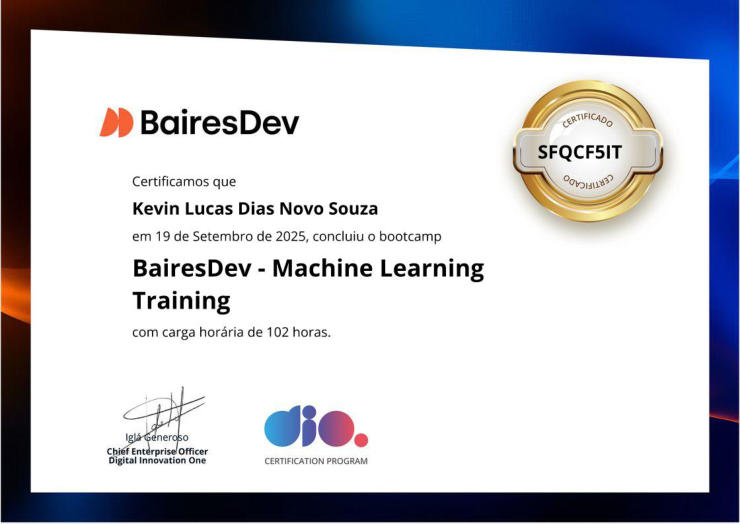 BairesDev
CERTIFICADO
SFQCF5IT
CERTIFICADO
Certificamos que
Kevin Lucas Dias Novo Souza
em 19 de Setembro de 2025, concluiu o bootcamp
BairesDev - Machine Learning
Training
com carga horária de 102 horas.
Iglá Generoso
Chief Enterprise Officer
Digital Innovation One
dio.
CERTIFICATION PROGRAM